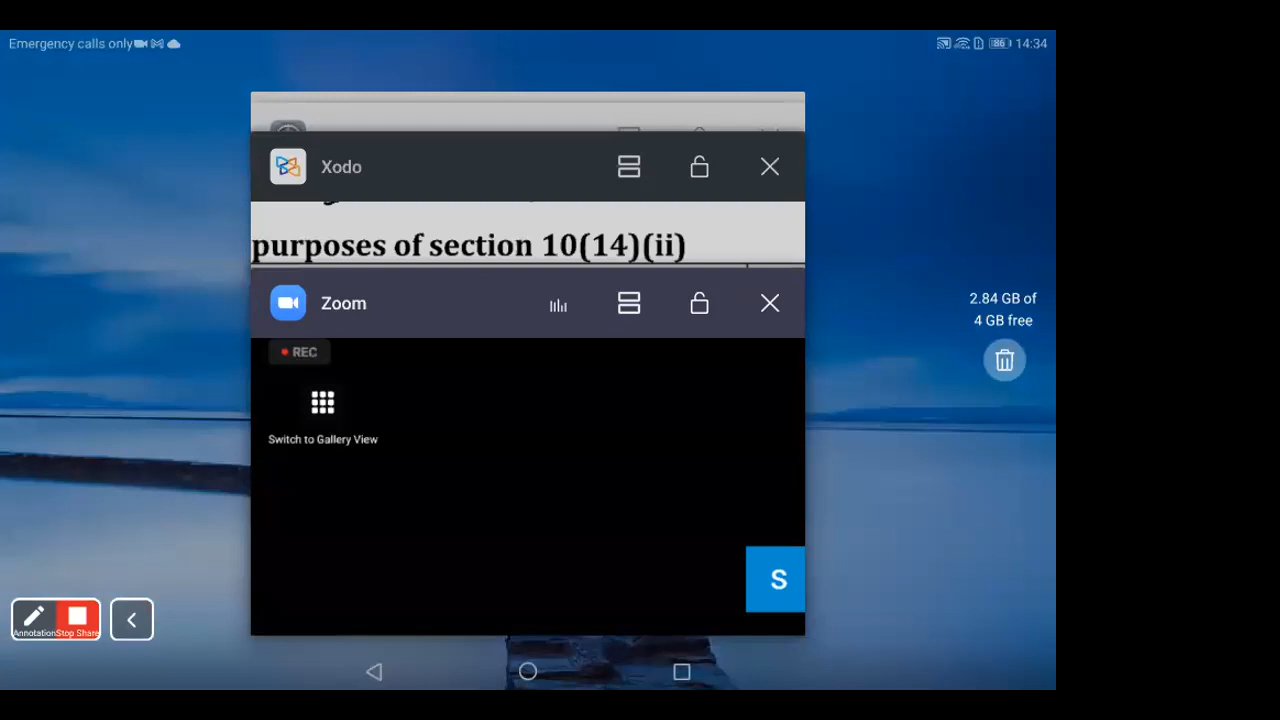 Emergency calls only
86 14:34
Xodo
purposes of section 10(14)(ii)
Zoom
2.84 GB of
4 GB free
REC
Switch to Gallery View
S
Annotation Stop Share